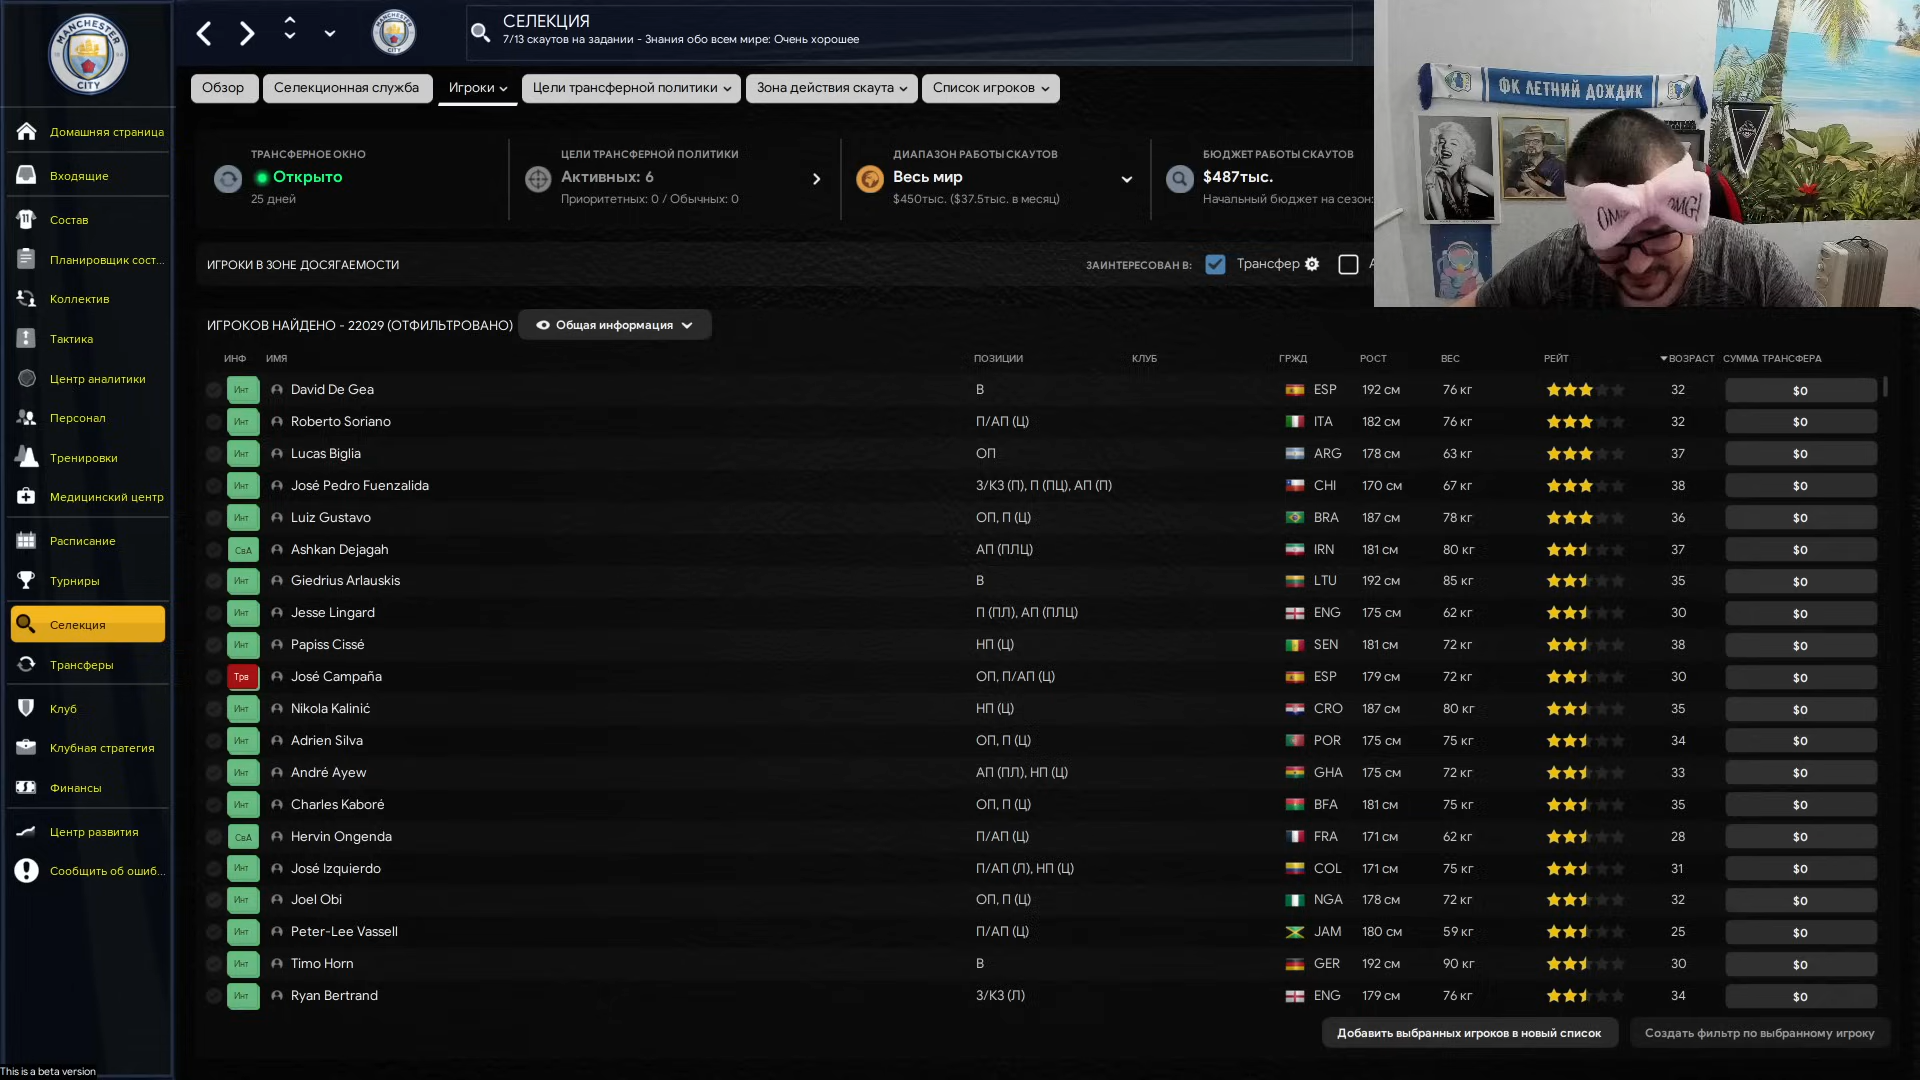 MANCHESTER
CITY
СЕЛЕКЦИЯ
7/13 скаутов на задании - Знания обо всем мире: Очень хорошее
Обзор
Селекционная служба
Игроки
Цели трансферной политики
Зона действия скаута
Список игроков
ФК ЛЕТНИЙ ДОЖДИК
OMG!
Домашняя страница
Входящие
Состав
Планировщик сост...
Коллектив
Тактика
Центр аналитики
Персонал
Тренировки
Медицинский центр
Расписание
Турниры
Селекция
Трансферы
Клуб
Клубная стратегия
Финансы
Центр развития
Сообщить об ошиб...
This is a beta version
ТРАНСФЕРНОЕ ОКНО
Открыто
25 дней
ЦЕЛИ ТРАНСФЕРНОЙ ПОЛИТИКИ
Активных: 6
Приоритетных: 0 / Обычных: 0
ДИАПАЗОН РАБОТЫ СКАУТОВ
Весь мир
$450тыс. ($37.5тыс. в месяц)
БЮДЖЕТ РАБОТЫ СКАУТОВ
$487тыс.
Начальный бюджет на сезон:
ИГРОКИ В ЗОНЕ ДОСЯГАЕМОСТИ
ЗАИНТЕРЕСОВАН В: Трансфер
ИГРОКОВ НАЙДЕНО - 22029 (ОТФИЛЬТРОВАНО) Общая информация
ИНФ ИМЯ ПОЗИЦИИ КЛУБ ГРЖД РОСТ ВЕС РЕЙТ ВОЗРАСТ СУММА ТРАНСФЕРА
Инт David De Gea В ESP 192 см 76 кг 32 $0
Инт Roberto Soriano П/АП (Ц) ITA 182 см 76 кг 32 $0
Инт Lucas Biglia ОП ARG 178 см 63 кг 37 $0
Инт José Pedro Fuenzalida З/КЗ (П), П (ПЦ), АП (П) CHI 170 см 67 кг 38 $0
Инт Luiz Gustavo ОП, П (Ц) BRA 187 см 78 кг 36 $0
СвА Ashkan Dejagah АП (ПЛЦ) IRN 181 см 80 кг 37 $0
Инт Giedrius Arlauskis В LTU 192 см 85 кг 35 $0
Инт Jesse Lingard П (ПЛ), АП (ПЛЦ) ENG 175 см 62 кг 30 $0
Инт Papiss Cissé НП (Ц) SEN 181 см 72 кг 38 $0
Трв José Campaña ОП, П/АП (Ц) ESP 179 см 72 кг 30 $0
Инт Nikola Kalinić НП (Ц) CRO 187 см 80 кг 35 $0
Инт Adrien Silva ОП, П (Ц) POR 175 см 75 кг 34 $0
Инт André Ayew АП (ПЛ), НП (Ц) GHA 175 см 72 кг 33 $0
Инт Charles Kaboré ОП, П (Ц) BFA 181 см 75 кг 35 $0
СвА Hervin Ongenda П/АП (Ц) FRA 171 см 62 кг 28 $0
Инт José Izquierdo П/АП (Л), НП (Ц) COL 171 см 75 кг 31 $0
Инт Joel Obi ОП, П (Ц) NGA 178 см 72 кг 32 $0
Инт Peter-Lee Vassell П/АП (Ц) JAM 180 см 59 кг 25 $0
Инт Timo Horn В GER 192 см 90 кг 30 $0
Инт Ryan Bertrand З/КЗ (Л) ENG 179 см 76 кг 34 $0
Добавить выбранных игроков в новый список
Создать фильтр по выбранному игроку